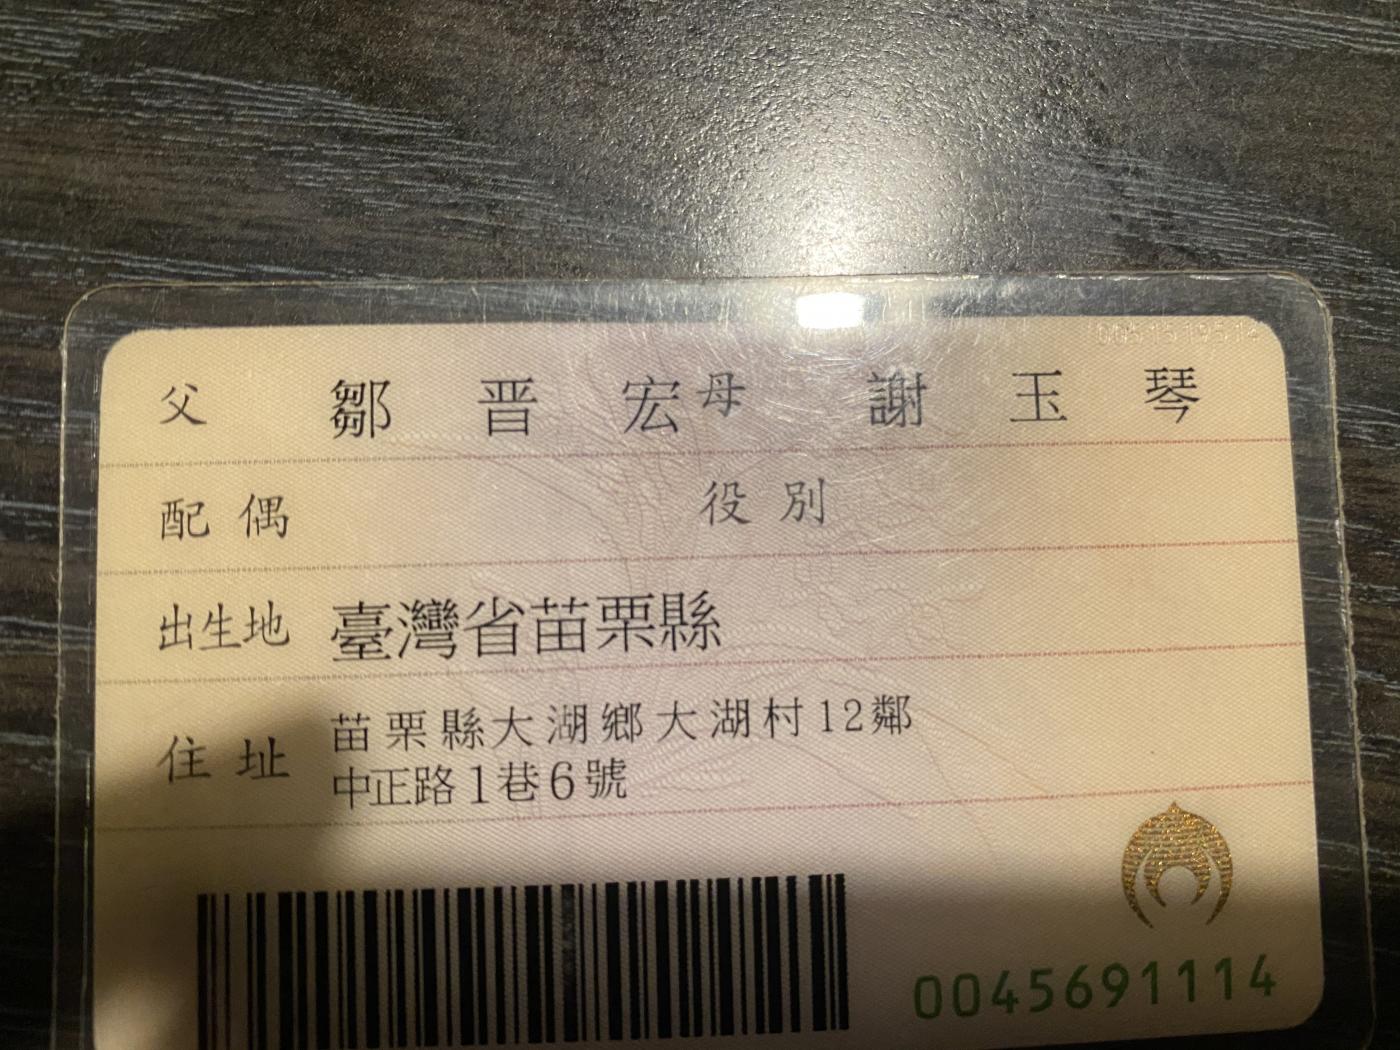 父 鄒晋宏 母 謝玉琴
配偶 役別
出生地 臺灣省苗栗縣
住址 苗栗縣大湖鄉大湖村12鄰
中正路1巷6號
0045691114